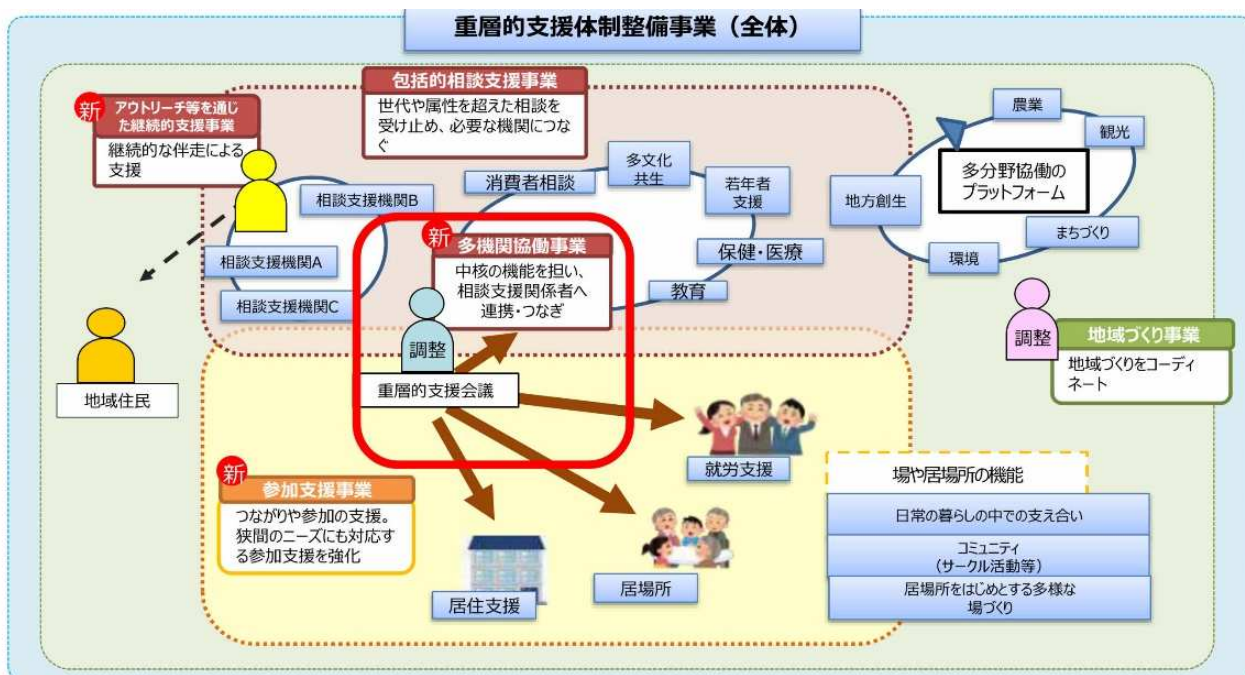 重層的支援体制整備事業（全体）
新
アウトリーチ等を通じ
た継続的支援事業
継続的な伴走による
支援
包括的相談支援事業
世代や属性を超えた相談を
受け止め、必要な機関につな
ぐ
相談支援機関B
相談支援機関A
相談支援機関C
消費者相談
多文化
共生
若年者
支援
保健・医療
教育
新
多機関協働事業
中核の機能を担い、
相談支援関係者へ
連携・つなぎ
調整
重層的支援会議
地域住民
農業
観光
多分野協働の
プラットフォーム
地方創生
まちづくり
環境
調整
地域づくり事業
地域づくりをコーディ
ネート
新
参加支援事業
つながりや参加の支援。
狭間のニーズにも対応す
る参加支援を強化
就労支援
居場所
居住支援
場や居場所の機能
日常の暮らしの中での支え合い
コミュニティ
（サークル活動等）
居場所をはじめとする多様な
場づくり